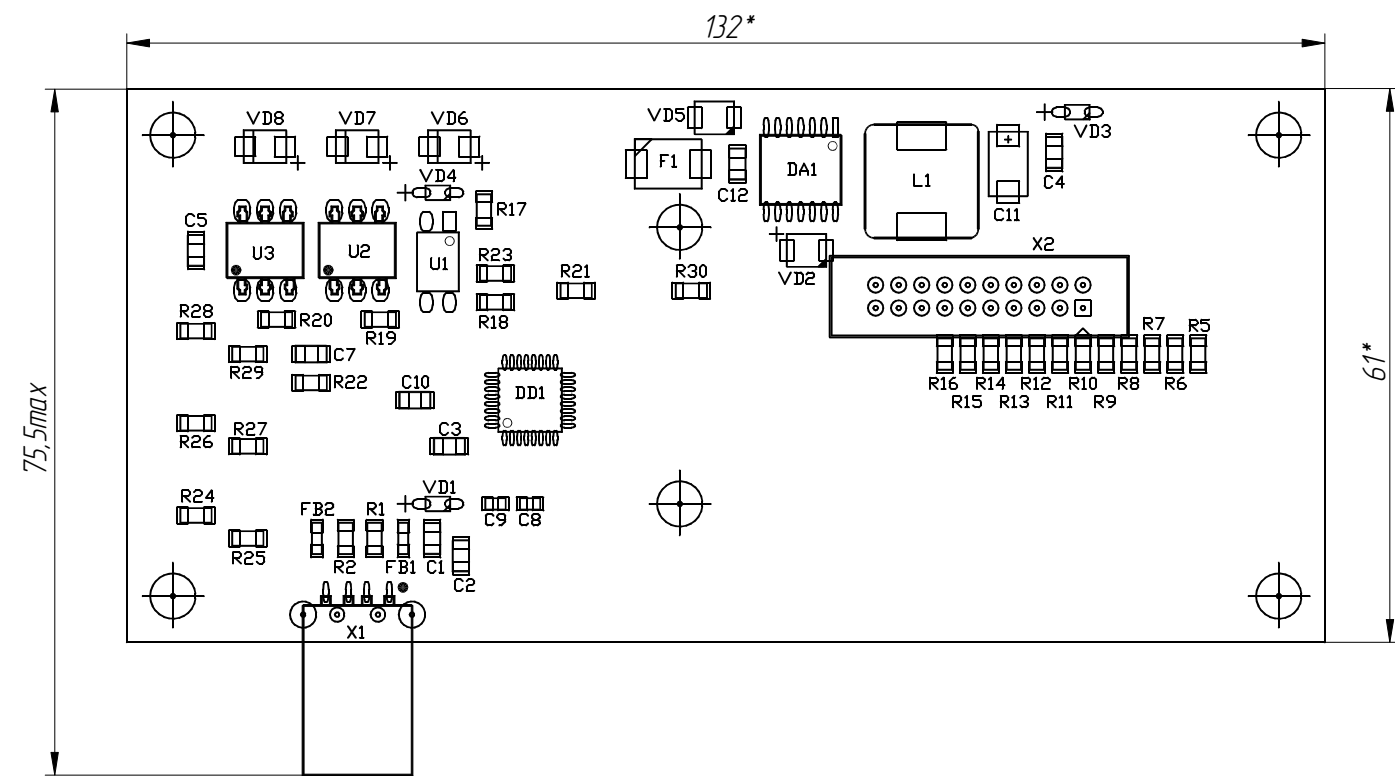 132*
VD8 VD7 VD6 VD5 VD3
F1 DA1 L1 C4
VD4 C12 C11
C5 R17
U3 U2 U1 X2
R23 R21 R30 VD2
R28 R20 R19 R18
R7 R5
R29 C7
R22 C10 DD1 R16 R14 R12 R10 R8 R6
R15 R13 R11 R9
61*
75,5max
R26 R27 C3
R24 VD1
FB2 R1 C9 C8
R25 R2 FB1 C1
C2
X1